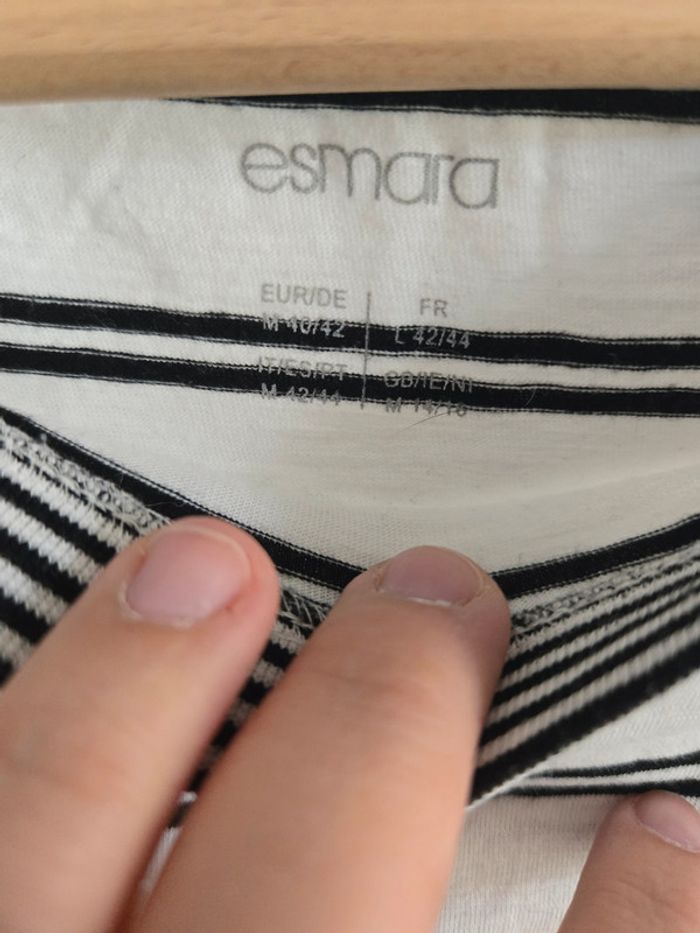 esmara
EUR/DE
M 40/42
FR
L 42/44
IT/ES/PT
M 42/44
GB/IE/NI
M 14/16